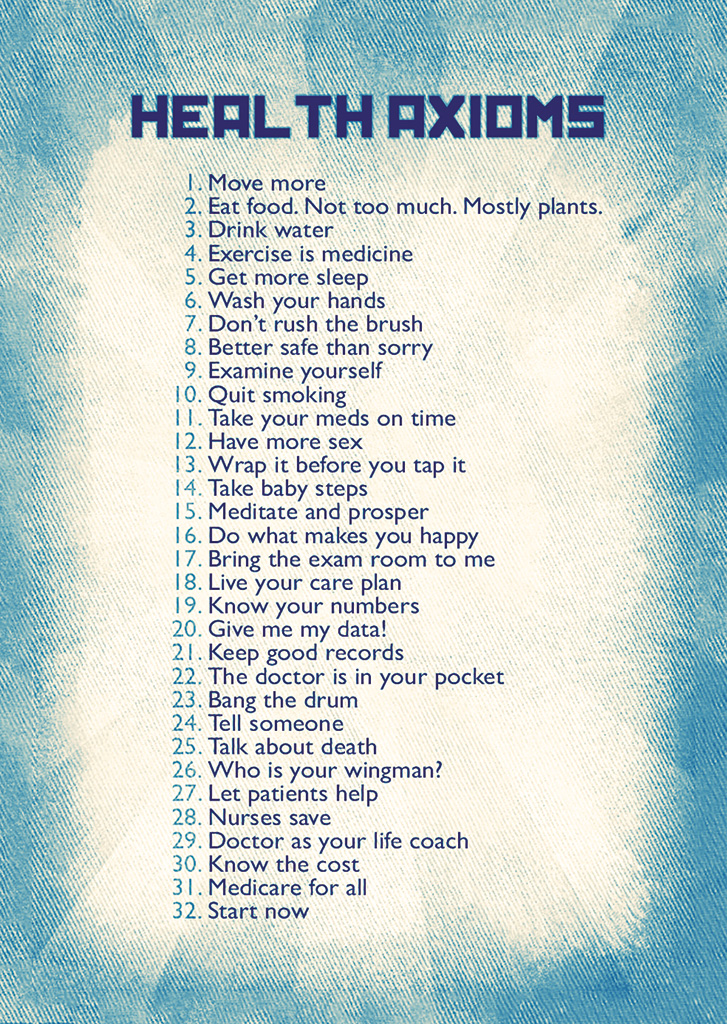 HEALTH AXIOMS
1. Move more
2. Eat food. Not too much. Mostly plants.
3. Drink water
4. Exercise is medicine
5. Get more sleep
6. Wash your hands
7. Don't rush the brush
8. Better safe than sorry
9. Examine yourself
10. Quit smoking
11. Take your meds on time
12. Have more sex
13. Wrap it before you tap it
14. Take baby steps
15. Meditate and prosper
16. Do what makes you happy
17. Bring the exam room to me
18. Live your care plan
19. Know your numbers
20. Give me my data!
21. Keep good records
22. The doctor is in your pocket
23. Bang the drum
24. Tell someone
25. Talk about death
26. Who is your wingman?
27. Let patients help
28. Nurses save
29. Doctor as your life coach
30. Know the cost
31. Medicare for all
32. Start now